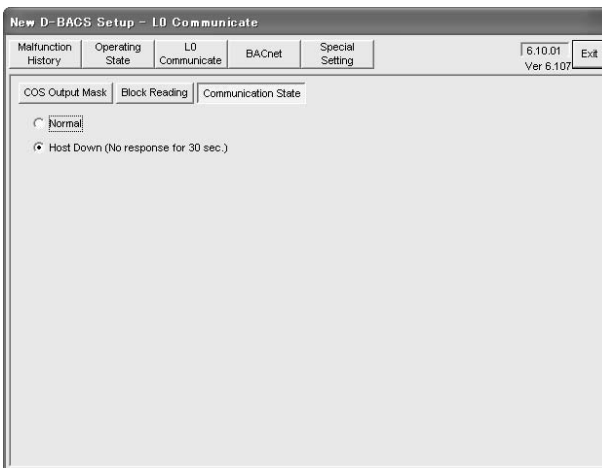 New D-BACS Setup - L0 Communicate
Malfunction History
Operating State
L0 Communicate
BACnet
Special Setting
6.10.01
Ver 6.107
Exit
COS Output Mask
Block Reading
Communication State
Normal
Host Down (No response for 30 sec.)